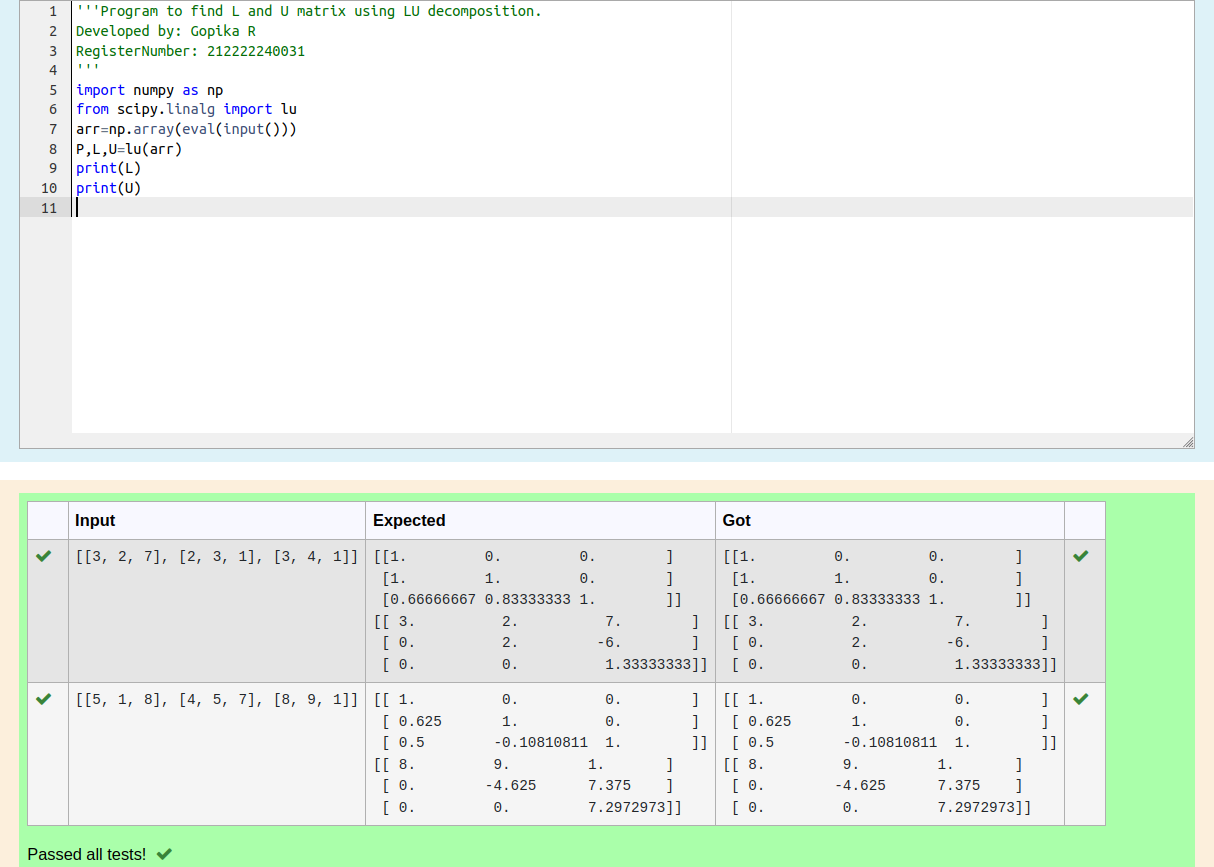 1 '''Program to find L and U matrix using LU decomposition.
2 Developed by: Gopika R
3 RegisterNumber: 212222240031
4 '''
5 import numpy as np
6 from scipy.linalg import lu
7 arr=np.array(eval(input()))
8 P,L,U=lu(arr)
9 print(L)
10 print(U)
11
Input Expected Got
[[3, 2, 7], [2, 3, 1], [3, 4, 1]] [[1. 0. 0. ] [[1. 0. 0. ]
[1. 1. 0. ] [1. 1. 0. ]
[0.66666667 0.83333333 1. ]] [0.66666667 0.83333333 1. ]]
[[ 3. 2. 7. ] [[ 3. 2. 7. ]
[ 0. 2. -6. ] [ 0. 2. -6. ]
[ 0. 0. 1.33333333]] [ 0. 0. 1.33333333]]
[[5, 1, 8], [4, 5, 7], [8, 9, 1]] [[ 1. 0. 0. ] [[ 1. 0. 0. ]
[ 0.625 1. 0. ] [ 0.625 1. 0. ]
[ 0.5 -0.10810811 1. ]] [ 0.5 -0.10810811 1. ]]
[[ 8. 9. 1. ] [[ 8. 9. 1. ]
[ 0. -4.625 7.375 ] [ 0. -4.625 7.375 ]
[ 0. 0. 7.2972973]] [ 0. 0. 7.2972973]]
Passed all tests!